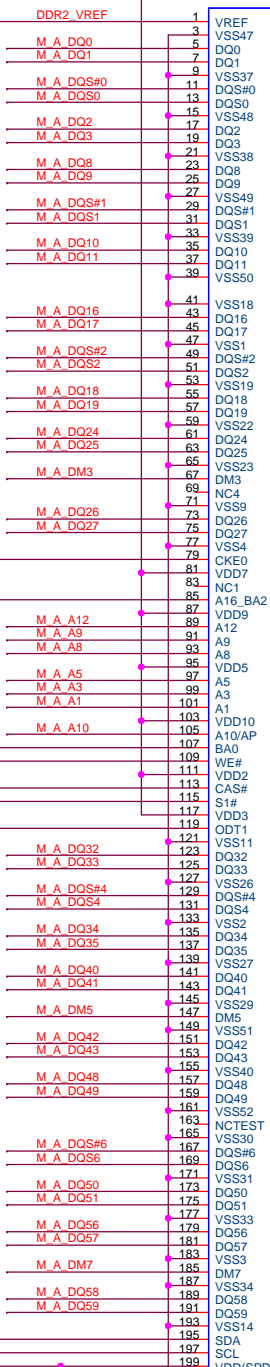 DDR2_VREF 1 VREF
3 VSS47
M_A_DQ0 5 DQ0
M_A_DQ1 7 DQ1
9 VSS37
M_A_DQS#0 11 DQS#0
M_A_DQS0 13 DQS0
15 VSS48
M_A_DQ2 17 DQ2
M_A_DQ3 19 DQ3
21 VSS38
M_A_DQ8 23 DQ8
M_A_DQ9 25 DQ9
27 VSS49
M_A_DQS#1 29 DQS#1
M_A_DQS1 31 DQS1
33 VSS39
M_A_DQ10 35 DQ10
M_A_DQ11 37 DQ11
39 VSS50
41 VSS18
M_A_DQ16 43 DQ16
M_A_DQ17 45 DQ17
47 VSS1
M_A_DQS#2 49 DQS#2
M_A_DQS2 51 DQS2
53 VSS19
M_A_DQ18 55 DQ18
M_A_DQ19 57 DQ19
59 VSS22
M_A_DQ24 61 DQ24
M_A_DQ25 63 DQ25
65 VSS23
M_A_DM3 67 DM3
69 NC4
71 VSS9
M_A_DQ26 73 DQ26
M_A_DQ27 75 DQ27
77 VSS4
79 CKE0
81 VDD7
83 NC1
85 A16_BA2
87 VDD9
M_A_A12 89 A12
M_A_A9 91 A9
M_A_A8 93 A8
95 VDD5
M_A_A5 97 A5
M_A_A3 99 A3
M_A_A1 101 A1
103 VDD10
M_A_A10 105 A10/AP
107 BA0
109 WE#
111 VDD2
113 CAS#
115 S1#
117 VDD3
119 ODT1
121 VSS11
M_A_DQ32 123 DQ32
M_A_DQ33 125 DQ33
127 VSS26
M_A_DQS#4 129 DQS#4
M_A_DQS4 131 DQS4
133 VSS2
M_A_DQ34 135 DQ34
M_A_DQ35 137 DQ35
139 VSS27
M_A_DQ40 141 DQ40
M_A_DQ41 143 DQ41
145 VSS29
M_A_DM5 147 DM5
149 VSS51
M_A_DQ42 151 DQ42
M_A_DQ43 153 DQ43
155 VSS40
M_A_DQ48 157 DQ48
M_A_DQ49 159 DQ49
161 VSS52
163 NCTEST
165 VSS30
M_A_DQS#6 167 DQS#6
M_A_DQS6 169 DQS6
171 VSS31
M_A_DQ50 173 DQ50
M_A_DQ51 175 DQ51
177 VSS33
M_A_DQ56 179 DQ56
M_A_DQ57 181 DQ57
183 VSS3
M_A_DM7 185 DM7
187 VSS34
M_A_DQ58 189 DQ58
M_A_DQ59 191 DQ59
193 VSS14
195 SDA
197 SCL
199